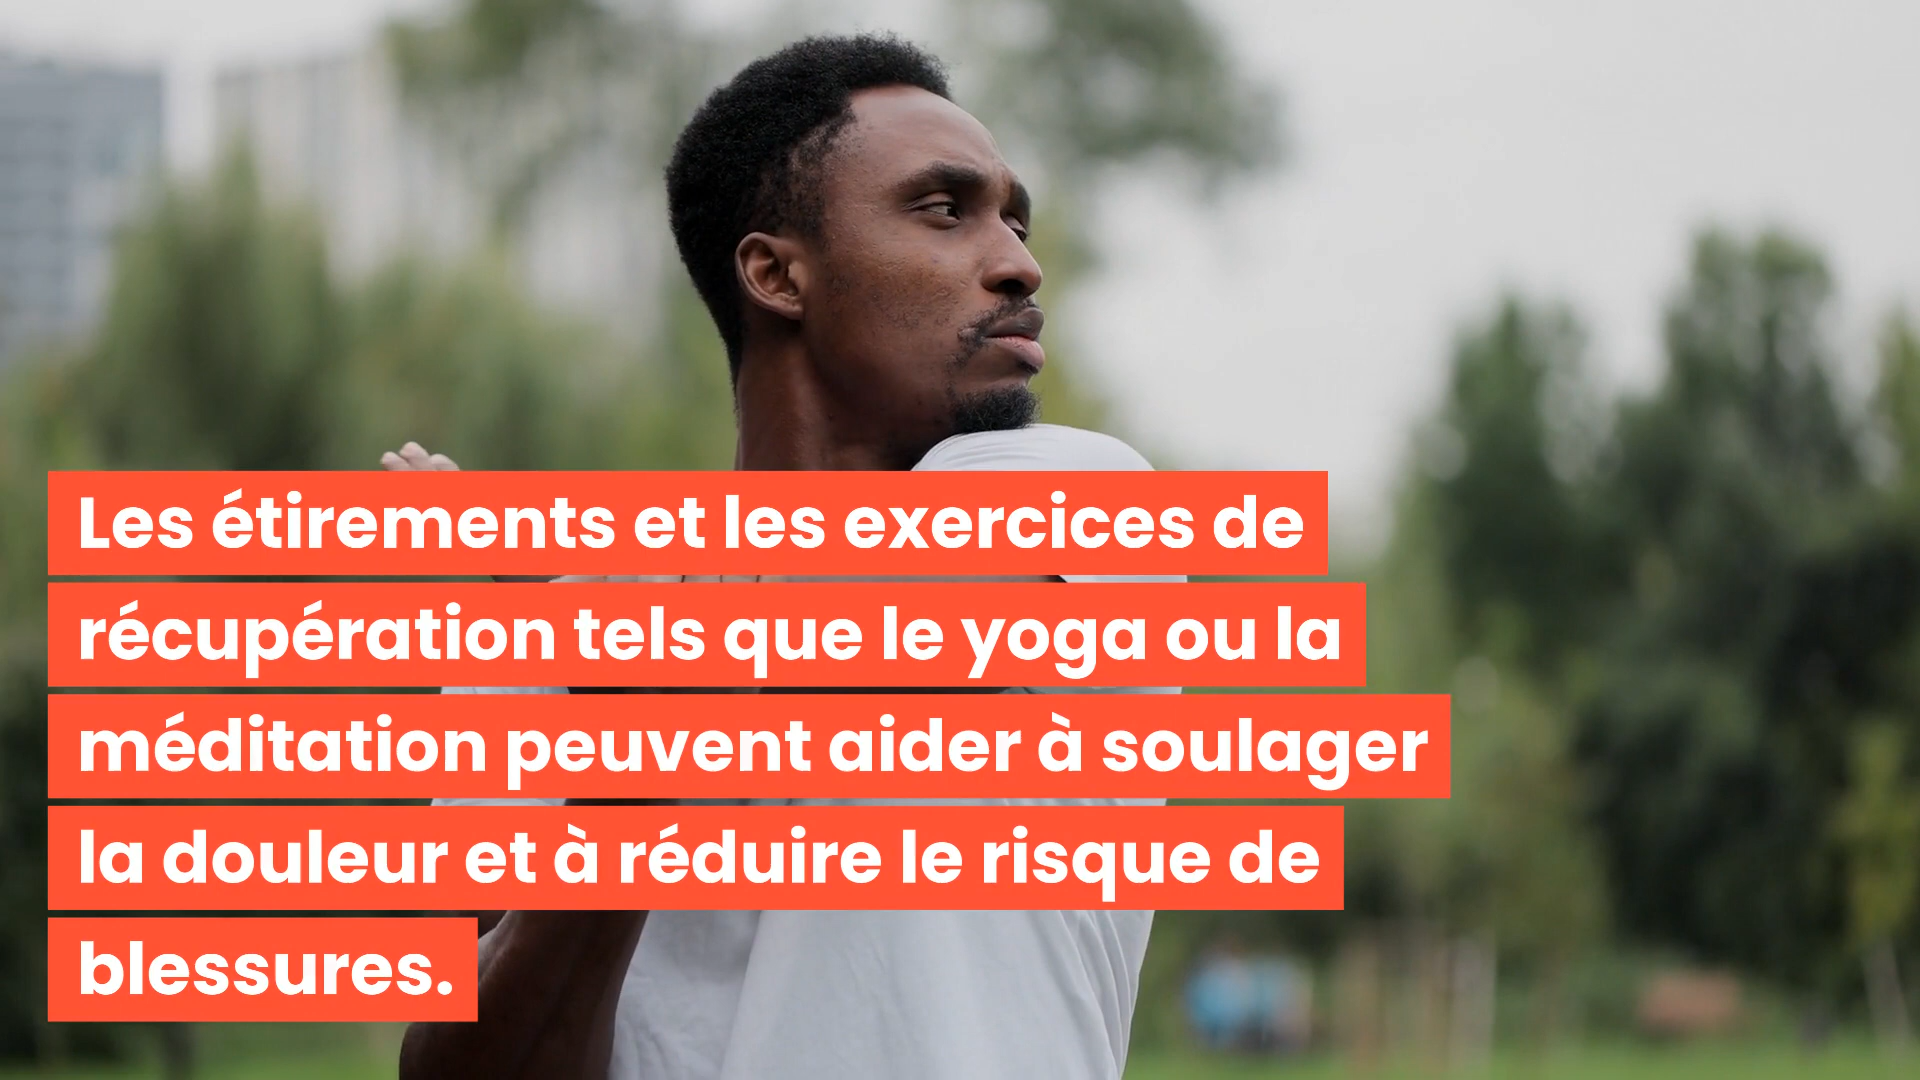 Les étirements et les exercices de
récupération tels que le yoga ou la
méditation peuvent aider à soulager
la douleur et à réduire le risque de
blessures.